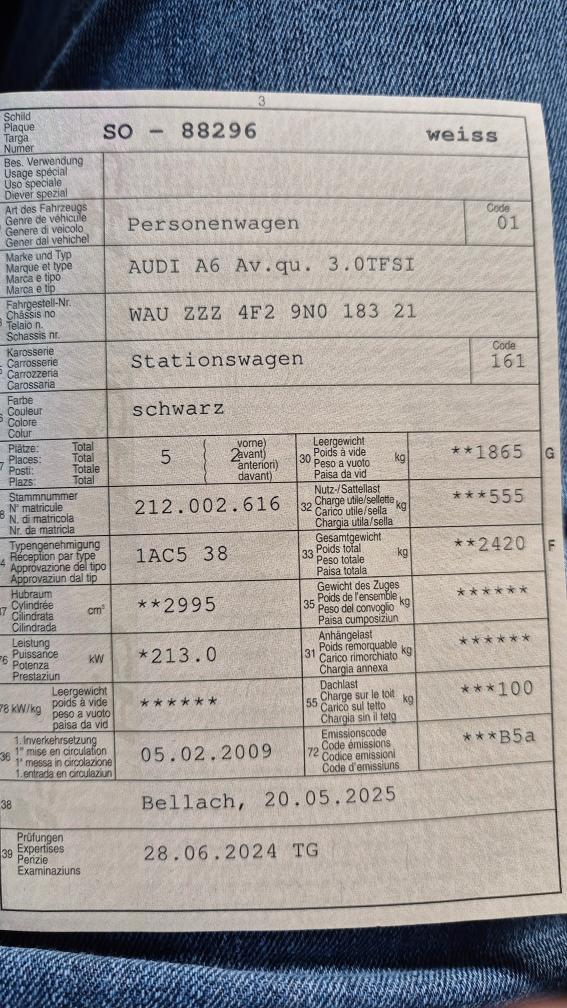 3
Schild
Plaque
Targa
Numer
SO - 88296
weiss
Bes. Verwendung
Usage spécial
Uso speciale
Diever spezial
Art des Fahrzeugs
Genre de véhicule
Genere di veicolo
Gener dal vehichel
Personenwagen
Code
01
Marke und Typ
Marque et type
Marca e tipo
Marca e tip
AUDI A6 Av.qu. 3.0TFSI
Fahrgestell-Nr.
Châssis no
Telaio n.
Schassis nr.
WAU ZZZ 4F2 9N0 183 21
Karosserie
Carrosserie
Carrozzeria
Carossaria
Stationswagen
Code
161
Farbe
Couleur
Colore
Colur
schwarz
Plätze: Total
Places: Total
Posti: Totale
Plazs: Total
5
2
vorne)
avant)
anteriori)
davant)
30
Leergewicht
Poids à vide
Peso a vuoto
Paisa da vid
kg
**1865
G
Stammnummer
N° matricule
N. di matricola
Nr. da matricla
212.002.616
32
Nutz-/Sattellast
Charge utile/sellette
Carico utile/sella
Chargia utila/sella
kg
***555
Typengenehmigung
Réception par type
Approvazione del tipo
Approvaziun dal tip
1AC5 38
33
Gesamtgewicht
Poids total
Peso totale
Paisa totala
kg
**2420
F
Hubraum
Cylindrée
Cilindrata
Cilindrada
cm³
**2995
35
Gewicht des Zuges
Poids de l'ensemble
Peso del convoglio
Paisa cumposiziun
kg
******
76
Leistung
Puissance
Potenza
Prestaziun
kW
*213.0
31
Anhängelast
Poids remorquable
Carico rimorchiato
Chargia annexa
kg
******
78 kW/kg
Leergewicht
poids à vide
peso a vuoto
paisa da vid
******
55
Dachlast
Charge sur le toit
Carico sul tetto
Chargia sin il tetg
kg
***100
36
1. Inverkehrsetzung
1re mise en circulation
1a messa in circolazione
1. entrada en circulaziun
05.02.2009
72
Emissionscode
Code émissions
Codice emissioni
Code d'emissiuns
***B5a
38
Bellach, 20.05.2025
39
Prüfungen
Expertises
Perizie
Examinaziuns
28.06.2024 TG